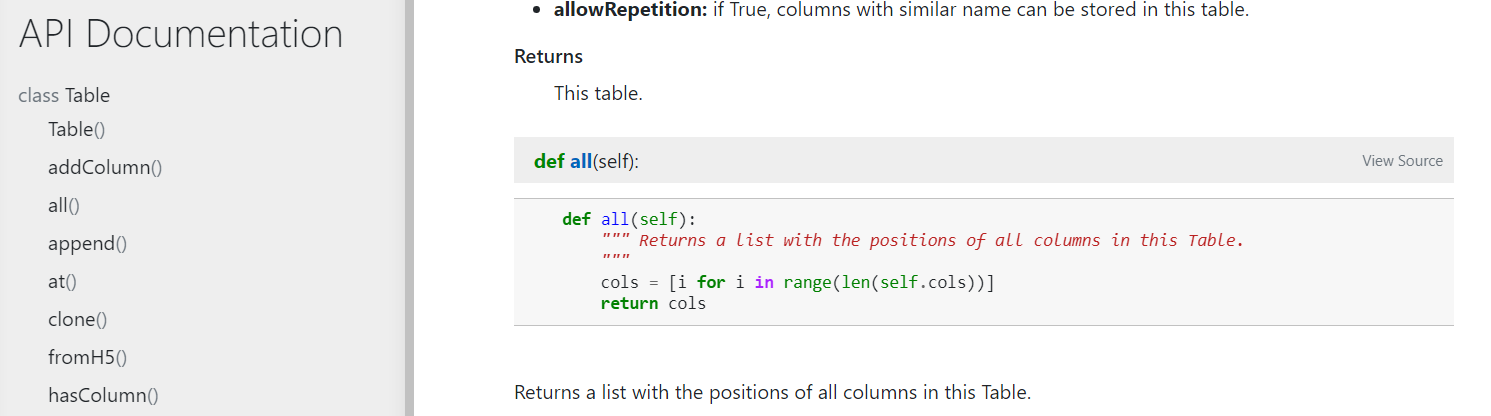 API Documentation
class Table
Table()
addColumn()
all()
append()
at()
clone()
fromH5()
hasColumn()
• allowRepetition: if True, columns with similar name can be stored in this table.
Returns
This table.
def all(self):
View Source
def all(self):
""" Returns a list with the positions of all columns in this Table.
"""
cols = [i for i in range(len(self.cols))]
return cols
Returns a list with the positions of all columns in this Table.